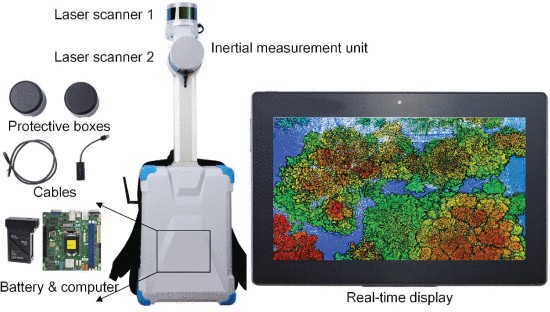 Laser scanner 1
Laser scanner 2
Inertial measurement unit
Protective boxes
Cables
Battery & computer
Real-time display